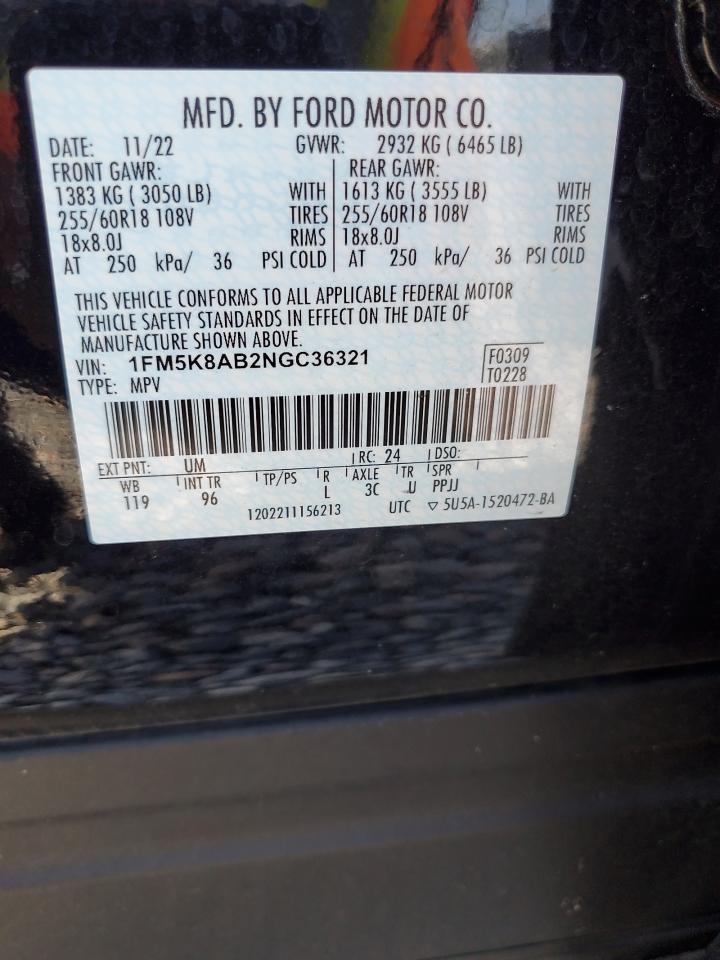 MFD. BY FORD MOTOR CO.
DATE: 11/22 GVWR: 2932 KG ( 6465 LB)
FRONT GAWR: REAR GAWR:
1383 KG ( 3050 LB) WITH 1613 KG ( 3555 LB) WITH
255/60R18 108V TIRES 255/60R18 108V TIRES
18x8.0J RIMS 18x8.0J RIMS
AT 250 kPa/ 36 PSI COLD AT 250 kPa/ 36 PSI COLD
THIS VEHICLE CONFORMS TO ALL APPLICABLE FEDERAL MOTOR
VEHICLE SAFETY STANDARDS IN EFFECT ON THE DATE OF
MANUFACTURE SHOWN ABOVE.
VIN: 1FM5K8AB2NGC36321 F0309
TYPE: MPV T0228
EXT PNT: UM RC: 24 DSO:
WB INT TR TP/PS R AXLE TR SPR
119 96 L 3C U PPJJ
1202211156213 UTC ▽ 5U5A-1520472-BA